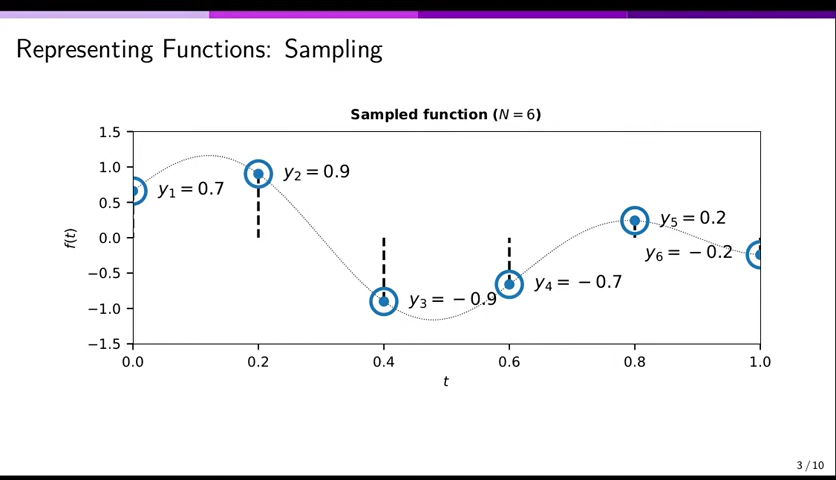 Representing Functions: Sampling
Sampled function (N = 6)
1.5
1.0
0.5
0.0
−0.5
−1.0
−1.5
f(t)
y₁ = 0.7
y₂ = 0.9
y₃ = −0.9
y₄ = −0.7
y₅ = 0.2
y₆ = −0.2
0.0 0.2 0.4 0.6 0.8 1.0
t
3 / 10